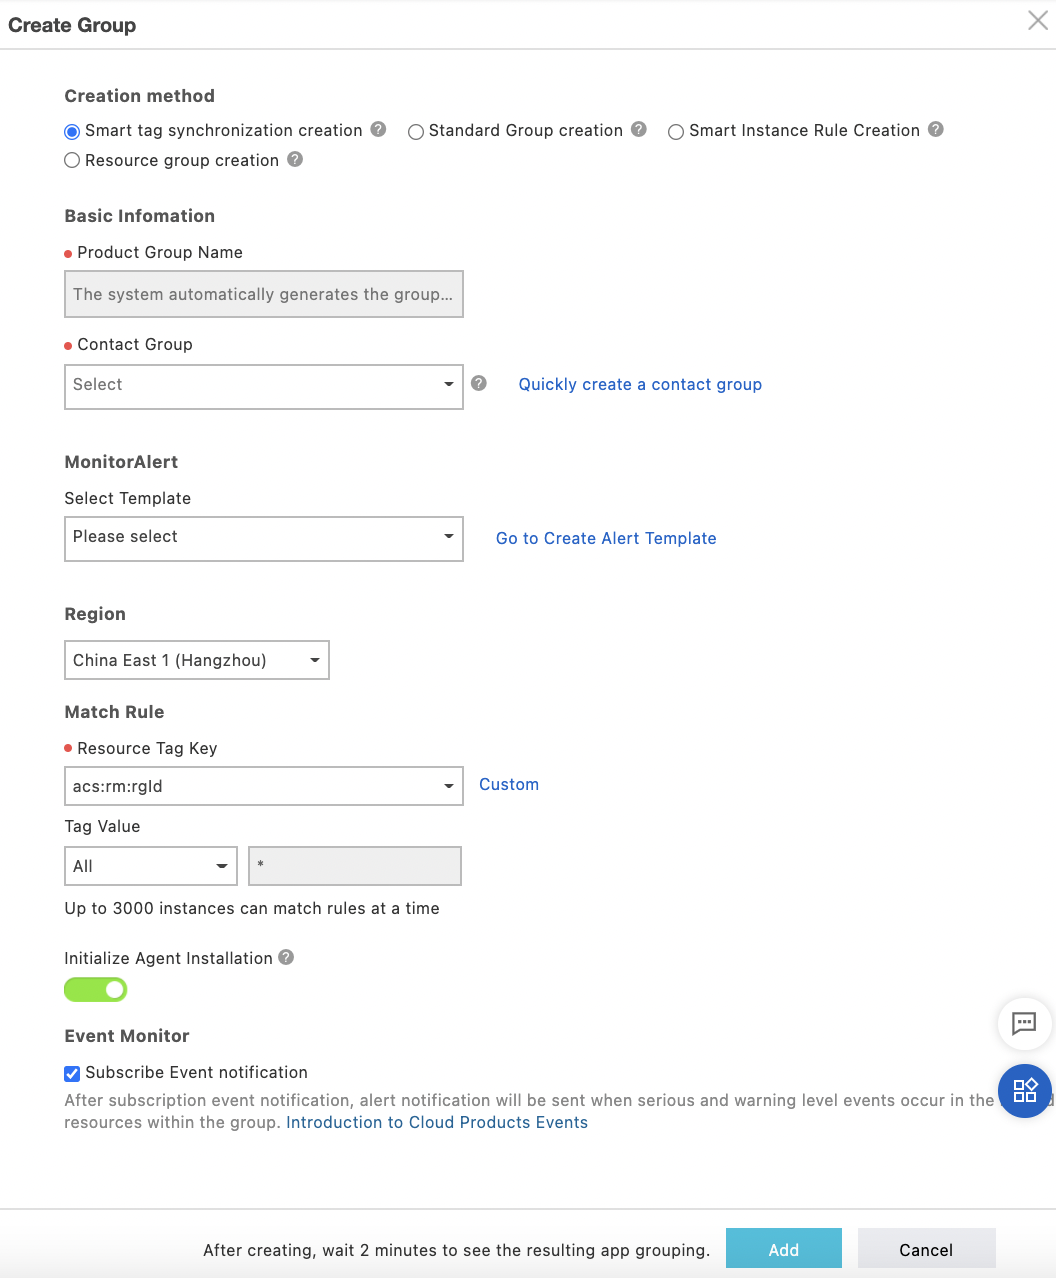 Create Group
Creation method
Smart tag synchronization creation ? Standard Group creation ? Smart Instance Rule Creation ?
Resource group creation ?
Basic Infomation
Product Group Name
The system automatically generates the group...
Contact Group
Select ? Quickly create a contact group
MonitorAlert
Select Template
Please select Go to Create Alert Template
Region
China East 1 (Hangzhou)
Match Rule
Resource Tag Key
acs:rm:rgId Custom
Tag Value
All *
Up to 3000 instances can match rules at a time
Initialize Agent Installation ?
Event Monitor
Subscribe Event notification
After subscription event notification, alert notification will be sent when serious and warning level events occur in the
resources within the group. Introduction to Cloud Products Events
After creating, wait 2 minutes to see the resulting app grouping. Add Cancel